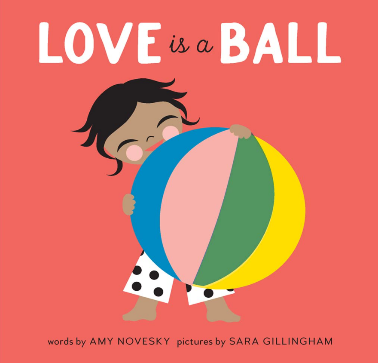 LOVE is a BALL
words by AMY NOVESKY pictures by SARA GILLINGHAM